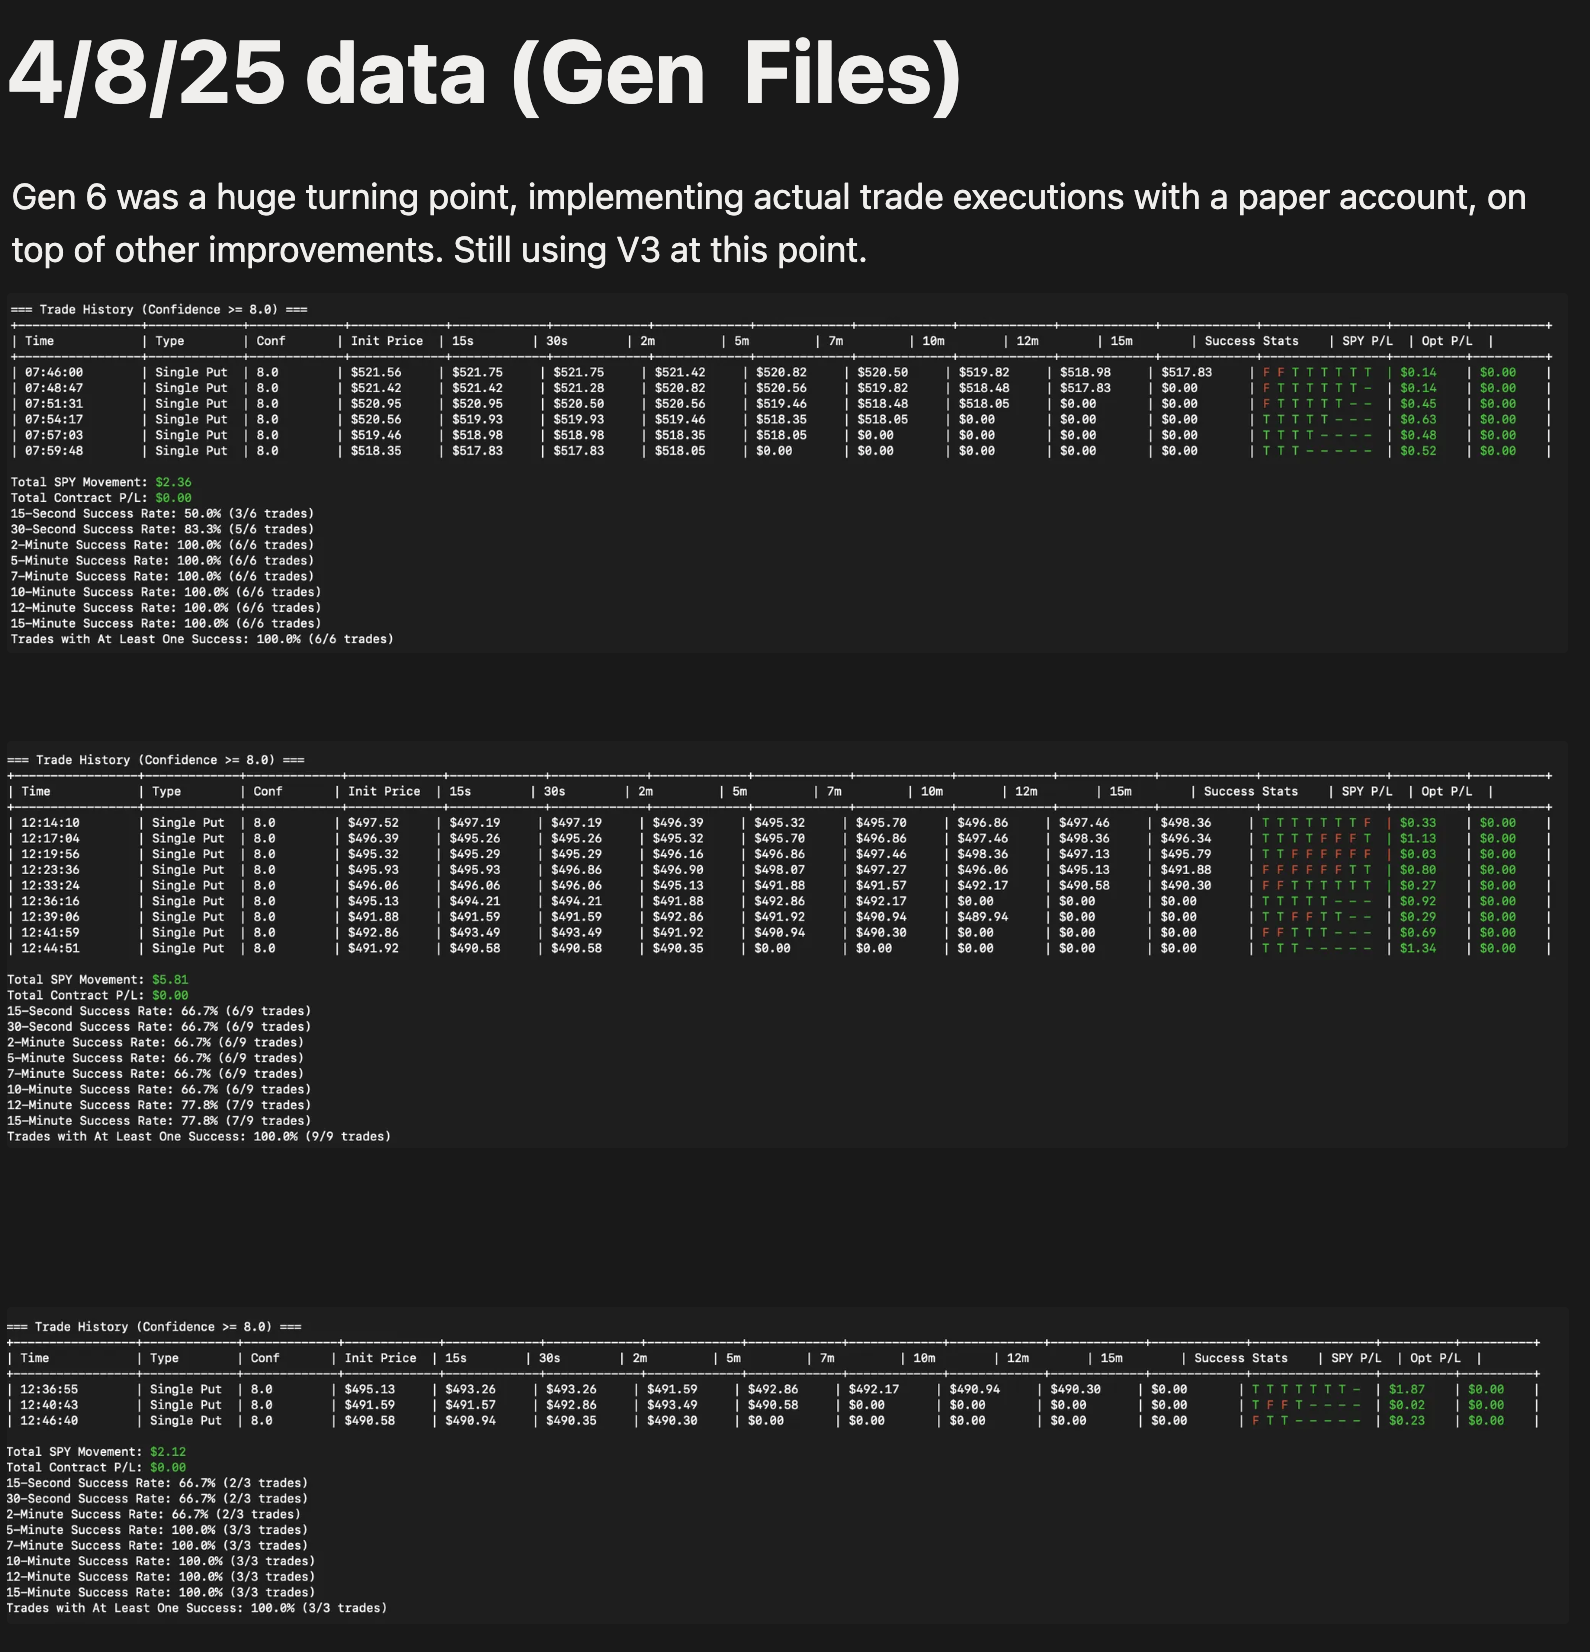 4/8/25 data (Gen Files)
Gen 6 was a huge turning point, implementing actual trade executions with a paper account, on
top of other improvements. Still using V3 at this point.
=== Trade History (Confidence >= 8.0) ===
| Time | Type | Conf | Init Price | 15s | 30s | 2m | 5m | 7m | 10m | 12m | 15m | Success Stats | SPY P/L | Opt P/L |
| 07:46:00 | Single Put | 8.0 | $521.56 | $521.75 | $521.75 | $521.42 | $520.82 | $520.50 | $519.82 | $518.98 | $517.83 | F F T T T T T T | $0.14 | $0.00 |
| 07:48:47 | Single Put | 8.0 | $521.42 | $521.42 | $521.28 | $520.82 | $520.56 | $519.82 | $518.48 | $517.83 | $0.00 | F T T T T T T - | $0.14 | $0.00 |
| 07:51:31 | Single Put | 8.0 | $520.95 | $520.95 | $520.50 | $520.56 | $519.46 | $518.48 | $518.05 | $0.00 | $0.00 | F T T T T T - - | $0.45 | $0.00 |
| 07:54:17 | Single Put | 8.0 | $520.56 | $519.93 | $519.93 | $519.46 | $518.35 | $518.05 | $0.00 | $0.00 | $0.00 | T T T T T - - - | $0.63 | $0.00 |
| 07:57:03 | Single Put | 8.0 | $519.46 | $518.98 | $518.98 | $518.35 | $518.05 | $0.00 | $0.00 | $0.00 | $0.00 | T T T T - - - - | $0.48 | $0.00 |
| 07:59:48 | Single Put | 8.0 | $518.35 | $517.83 | $517.83 | $518.05 | $0.00 | $0.00 | $0.00 | $0.00 | $0.00 | T T T - - - - - | $0.52 | $0.00 |
Total SPY Movement: $2.36
Total Contract P/L: $0.00
15-Second Success Rate: 50.0% (3/6 trades)
30-Second Success Rate: 83.3% (5/6 trades)
2-Minute Success Rate: 100.0% (6/6 trades)
5-Minute Success Rate: 100.0% (6/6 trades)
7-Minute Success Rate: 100.0% (6/6 trades)
10-Minute Success Rate: 100.0% (6/6 trades)
12-Minute Success Rate: 100.0% (6/6 trades)
15-Minute Success Rate: 100.0% (6/6 trades)
Trades with At Least One Success: 100.0% (6/6 trades)
=== Trade History (Confidence >= 8.0) ===
| Time | Type | Conf | Init Price | 15s | 30s | 2m | 5m | 7m | 10m | 12m | 15m | Success Stats | SPY P/L | Opt P/L |
| 12:14:10 | Single Put | 8.0 | $497.52 | $497.19 | $497.19 | $496.39 | $495.32 | $495.70 | $496.86 | $497.46 | $498.36 | T T T T T T T F | $0.33 | $0.00 |
| 12:17:04 | Single Put | 8.0 | $496.39 | $495.26 | $495.26 | $495.32 | $495.70 | $496.86 | $497.46 | $498.36 | $496.34 | T T T T F F F T | $1.13 | $0.00 |
| 12:19:56 | Single Put | 8.0 | $495.32 | $495.29 | $495.29 | $496.16 | $496.86 | $497.46 | $498.36 | $497.13 | $495.79 | T T F F F F F F | $0.03 | $0.00 |
| 12:23:36 | Single Put | 8.0 | $495.93 | $495.93 | $496.86 | $496.90 | $498.07 | $497.27 | $496.06 | $495.13 | $491.88 | F F F F F F T T | $0.80 | $0.00 |
| 12:33:24 | Single Put | 8.0 | $496.06 | $496.06 | $496.06 | $495.13 | $491.88 | $491.57 | $492.17 | $490.58 | $490.30 | F F T T T T T T | $0.27 | $0.00 |
| 12:36:16 | Single Put | 8.0 | $495.13 | $494.21 | $494.21 | $491.88 | $492.86 | $492.17 | $0.00 | $0.00 | $0.00 | T T T T T - - - | $0.92 | $0.00 |
| 12:39:06 | Single Put | 8.0 | $491.88 | $491.59 | $491.59 | $492.86 | $491.92 | $490.94 | $489.94 | $0.00 | $0.00 | T T F F T T - - | $0.29 | $0.00 |
| 12:41:59 | Single Put | 8.0 | $492.86 | $493.49 | $493.49 | $491.92 | $490.94 | $490.30 | $0.00 | $0.00 | $0.00 | F F T T T - - - | $0.69 | $0.00 |
| 12:44:51 | Single Put | 8.0 | $491.92 | $490.58 | $490.58 | $490.35 | $0.00 | $0.00 | $0.00 | $0.00 | $0.00 | T T T - - - - - | $1.34 | $0.00 |
Total SPY Movement: $5.81
Total Contract P/L: $0.00
15-Second Success Rate: 66.7% (6/9 trades)
30-Second Success Rate: 66.7% (6/9 trades)
2-Minute Success Rate: 66.7% (6/9 trades)
5-Minute Success Rate: 66.7% (6/9 trades)
7-Minute Success Rate: 66.7% (6/9 trades)
10-Minute Success Rate: 66.7% (6/9 trades)
12-Minute Success Rate: 77.8% (7/9 trades)
15-Minute Success Rate: 77.8% (7/9 trades)
Trades with At Least One Success: 100.0% (9/9 trades)
=== Trade History (Confidence >= 8.0) ===
| Time | Type | Conf | Init Price | 15s | 30s | 2m | 5m | 7m | 10m | 12m | 15m | Success Stats | SPY P/L | Opt P/L |
| 12:36:55 | Single Put | 8.0 | $495.13 | $493.26 | $493.26 | $491.59 | $492.86 | $492.17 | $490.94 | $490.30 | $0.00 | T T T T T T T - | $1.87 | $0.00 |
| 12:40:43 | Single Put | 8.0 | $491.59 | $491.57 | $492.86 | $493.49 | $490.58 | $0.00 | $0.00 | $0.00 | $0.00 | T F F T - - - - | $0.02 | $0.00 |
| 12:46:40 | Single Put | 8.0 | $490.58 | $490.94 | $490.35 | $490.30 | $0.00 | $0.00 | $0.00 | $0.00 | $0.00 | F T T - - - - - | $0.23 | $0.00 |
Total SPY Movement: $2.12
Total Contract P/L: $0.00
15-Second Success Rate: 66.7% (2/3 trades)
30-Second Success Rate: 66.7% (2/3 trades)
2-Minute Success Rate: 66.7% (2/3 trades)
5-Minute Success Rate: 100.0% (3/3 trades)
7-Minute Success Rate: 100.0% (3/3 trades)
10-Minute Success Rate: 100.0% (3/3 trades)
12-Minute Success Rate: 100.0% (3/3 trades)
15-Minute Success Rate: 100.0% (3/3 trades)
Trades with At Least One Success: 100.0% (3/3 trades)